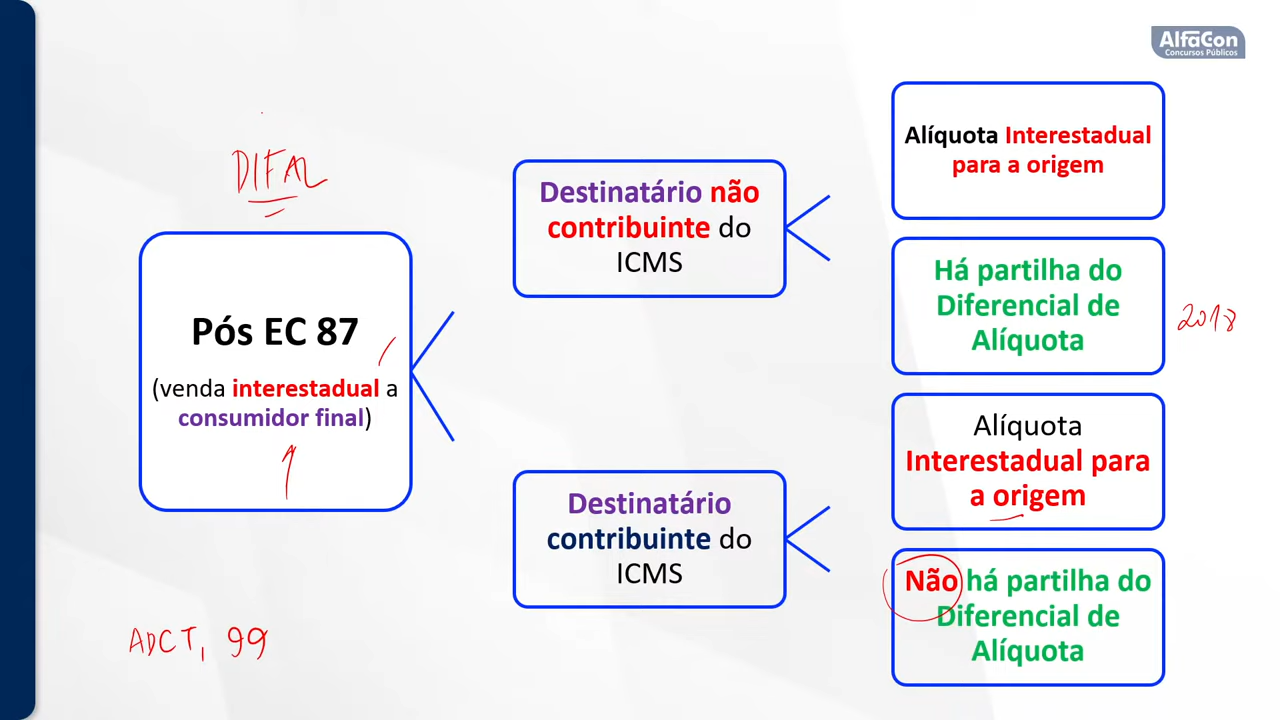 AlfaCon
Concursos Públicos
DIFAL
Pós EC 87
(venda interestadual a
consumidor final)
Destinatário não
contribuinte do
ICMS
Alíquota Interestadual
para a origem
Há partilha do
Diferencial de
Alíquota
2018
Destinatário
contribuinte do
ICMS
Alíquota
Interestadual para
a origem
Não há partilha do
Diferencial de
Alíquota
ADCT, 99